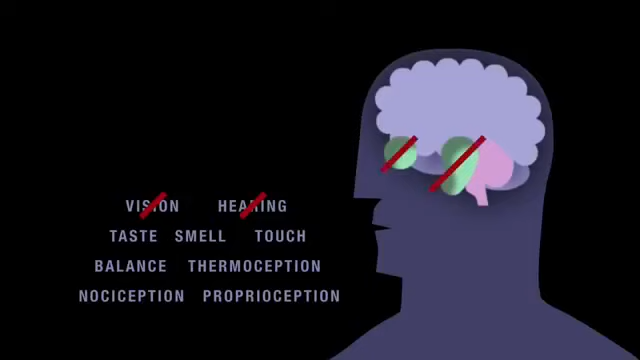 VISION HEARING
TASTE SMELL TOUCH
BALANCE THERMOCEPTION
NOCICEPTION PROPRIOCEPTION